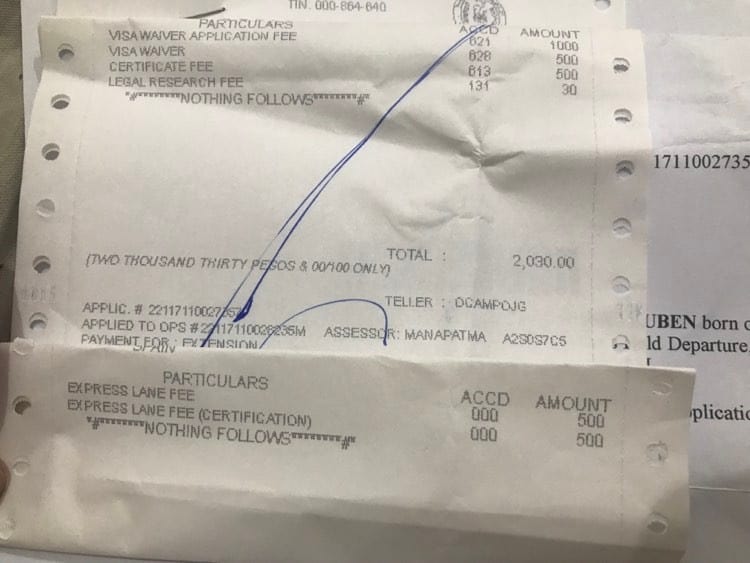 TIN. 000-864-640
PARTICULARS ACCD AMOUNT
VISA WAIVER APPLICATION FEE 621 1000
VISA WAIVER 628 500
CERTIFICATE FEE 613 500
LEGAL RESEARCH FEE 131 30
*#********NOTHING FOLLOWS********#*
1711002735
TOTAL : 2,030.00
(TWO THOUSAND THIRTY PESOS & 00/100 ONLY)
TELLER : OCAMPOJG
APPLIC. #
APPLIED TO OPS # ASSESSOR: MANAPATMA A2S0S7C5
PAYMENT FOR : EXTENSION
UBEN born
ld Departure
plicatio
PARTICULARS ACCD AMOUNT
EXPRESS LANE FEE 000 500
EXPRESS LANE FEE (CERTIFICATION) 000 500
*#********NOTHING FOLLOWS********#*